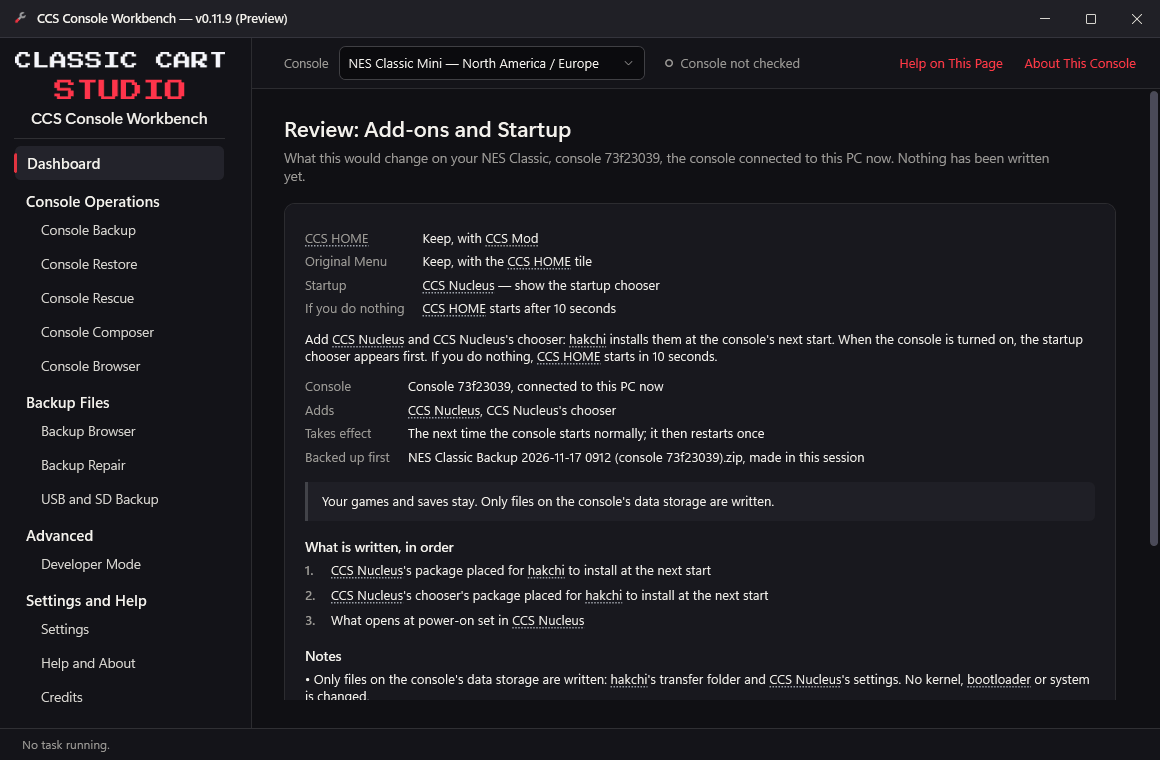 CCS Console Workbench — v0.11.9 (Preview)
CLASSIC CART
STUDIO
CCS Console Workbench
Dashboard
Console Operations
Console Backup
Console Restore
Console Rescue
Console Composer
Console Browser
Backup Files
Backup Browser
Backup Repair
USB and SD Backup
Advanced
Developer Mode
Settings and Help
Settings
Help and About
Credits
Console NES Classic Mini — North America / Europe Console not checked Help on This Page About This Console
Review: Add-ons and Startup
What this would change on your NES Classic, console 73f23039, the console connected to this PC now. Nothing has been written
yet.
CCS HOME Keep, with CCS Mod
Original Menu Keep, with the CCS HOME tile
Startup CCS Nucleus — show the startup chooser
If you do nothing CCS HOME starts after 10 seconds
Add CCS Nucleus and CCS Nucleus's chooser: hakchi installs them at the console's next start. When the console is turned on, the startup
chooser appears first. If you do nothing, CCS HOME starts in 10 seconds.
Console Console 73f23039, connected to this PC now
Adds CCS Nucleus, CCS Nucleus's chooser
Takes effect The next time the console starts normally; it then restarts once
Backed up first NES Classic Backup 2026-11-17 0912 (console 73f23039).zip, made in this session
Your games and saves stay. Only files on the console's data storage are written.
What is written, in order
1. CCS Nucleus's package placed for hakchi to install at the next start
2. CCS Nucleus's chooser's package placed for hakchi to install at the next start
3. What opens at power-on set in CCS Nucleus
Notes
• Only files on the console's data storage are written: hakchi's transfer folder and CCS Nucleus's settings. No kernel, bootloader or system
is changed.
No task running.